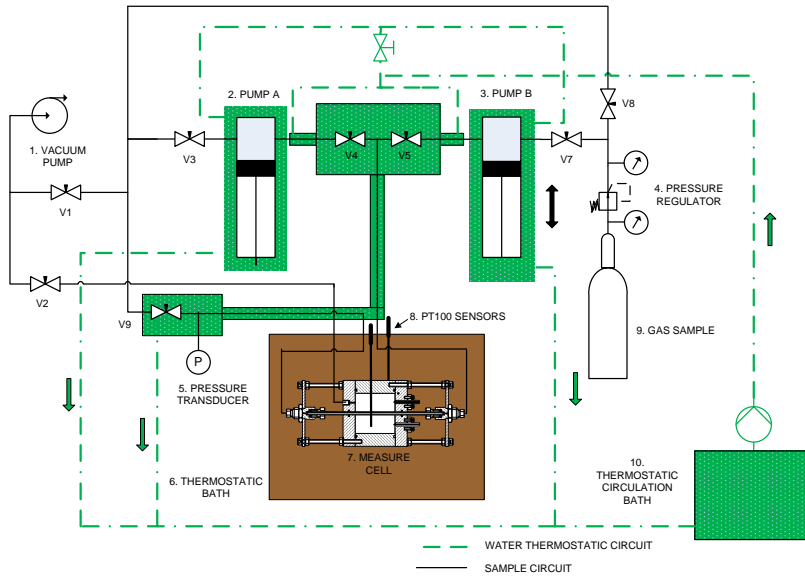 V8
2. PUMP A
3. PUMP B
1. VACUUM
PUMP
V3
V4
V5
V7
V1
4. PRESSURE
REGULATOR
V2
V9
8. PT100 SENSORS
9. GAS SAMPLE
P
5. PRESSURE
TRANSDUCER
7. MEASURE
CELL
6. THERMOSTATIC
BATH
10.
THERMOSTATIC
CIRCULATION
BATH
WATER THERMOSTATIC CIRCUIT
SAMPLE CIRCUIT